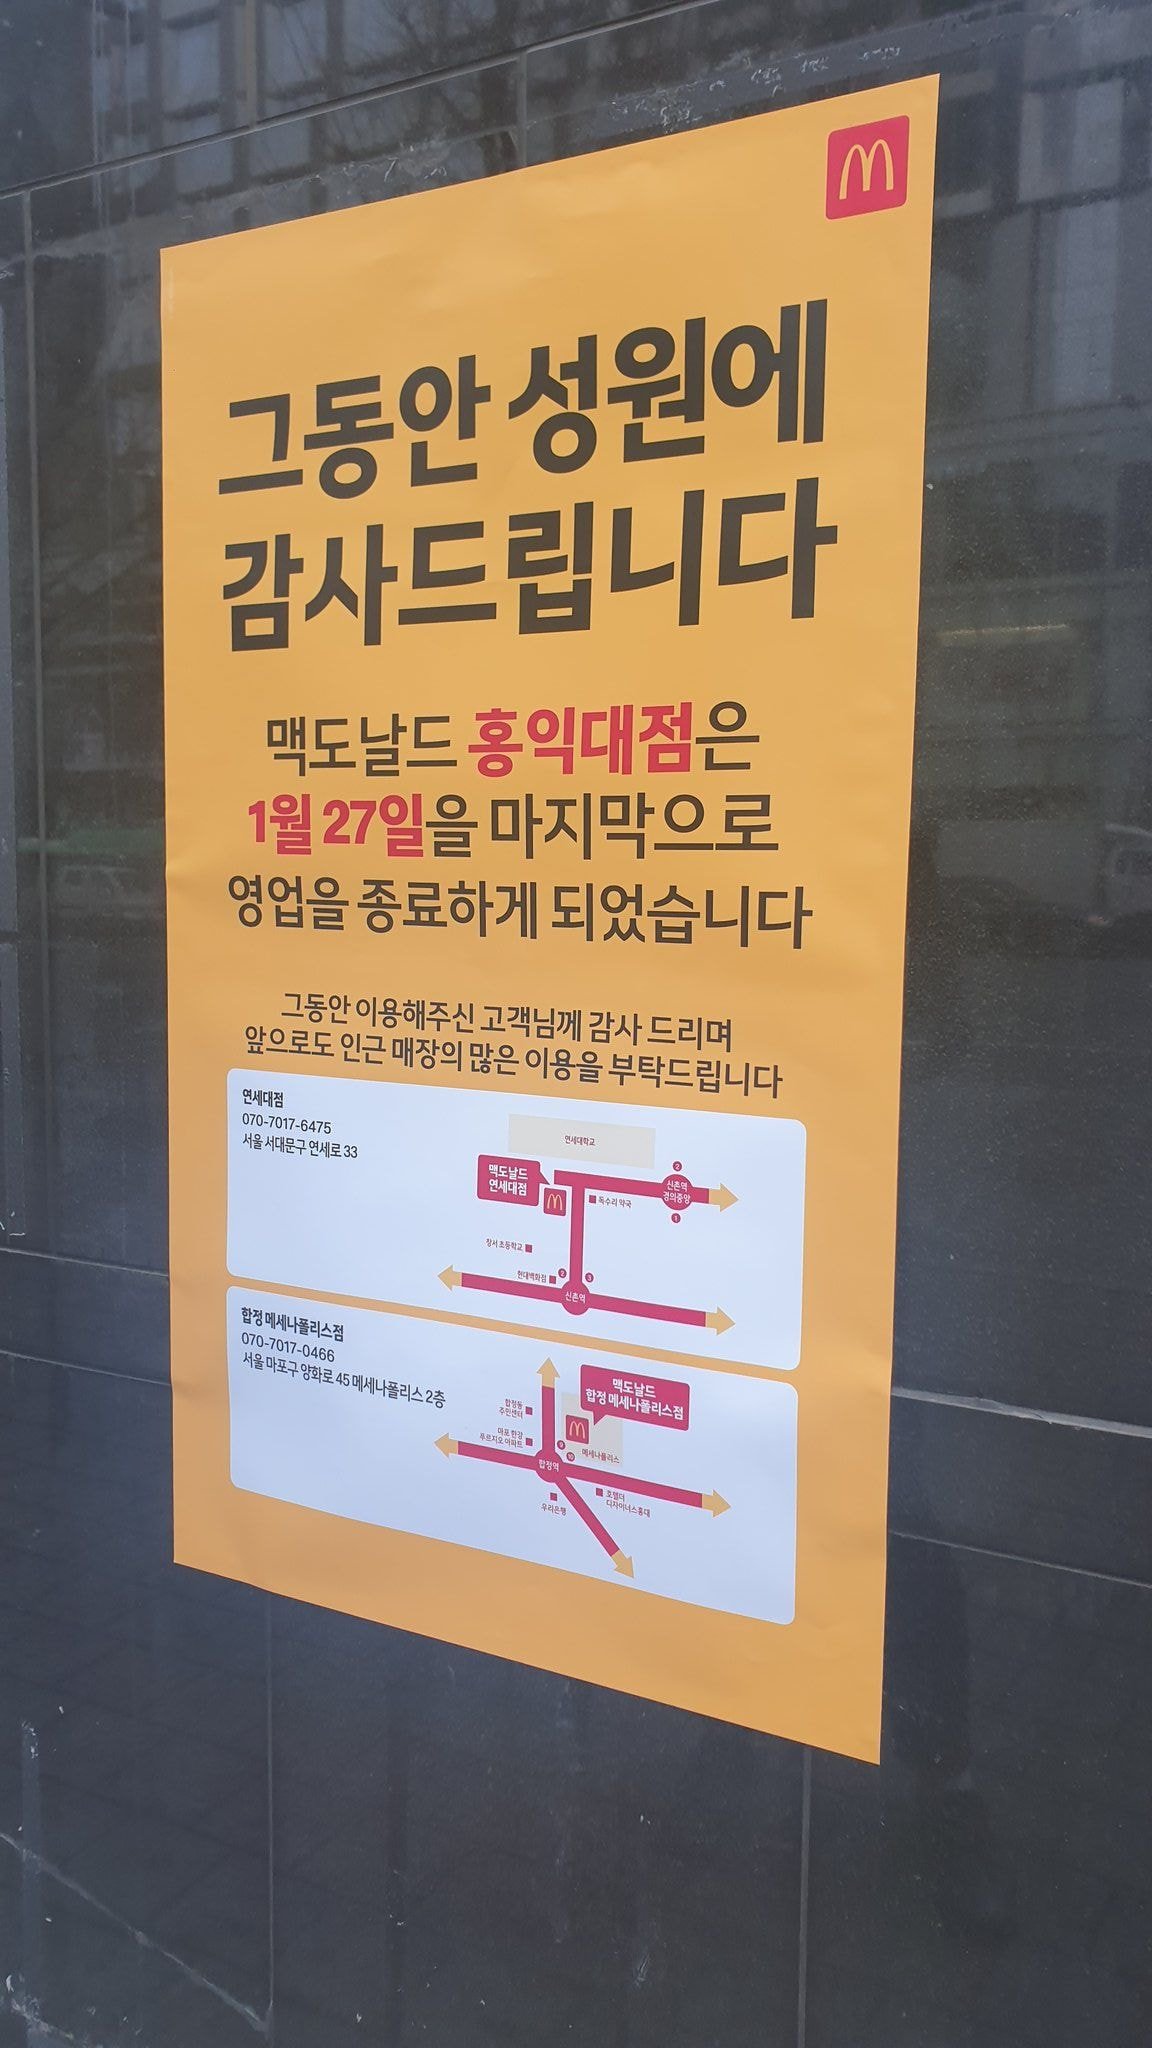 그동안 성원에
감사드립니다
맥도날드 홍익대점은
1월 27일을 마지막으로
영업을 종료하게 되었습니다
그동안 이용해주신 고객님께 감사 드리며
앞으로도 인근 매장의 많은 이용을 부탁드립니다
연세대점
070-7017-6475
서울 서대문구 연세로 33
연세대학교
맥도날드
연세대점
2
신촌역
경의중앙
1
독수리 약국
창서 초등학교
현대백화점
2
3
신촌역
합정 메세나폴리스점
070-7017-0466
서울 마포구 양화로 45 메세나폴리스 2층
맥도날드
합정 메세나폴리스점
합정동
주민센터
마포 한강
푸르지오 아파트
9
10
메세나폴리스
합정역
우리은행
호텔더
디자이너스홍대